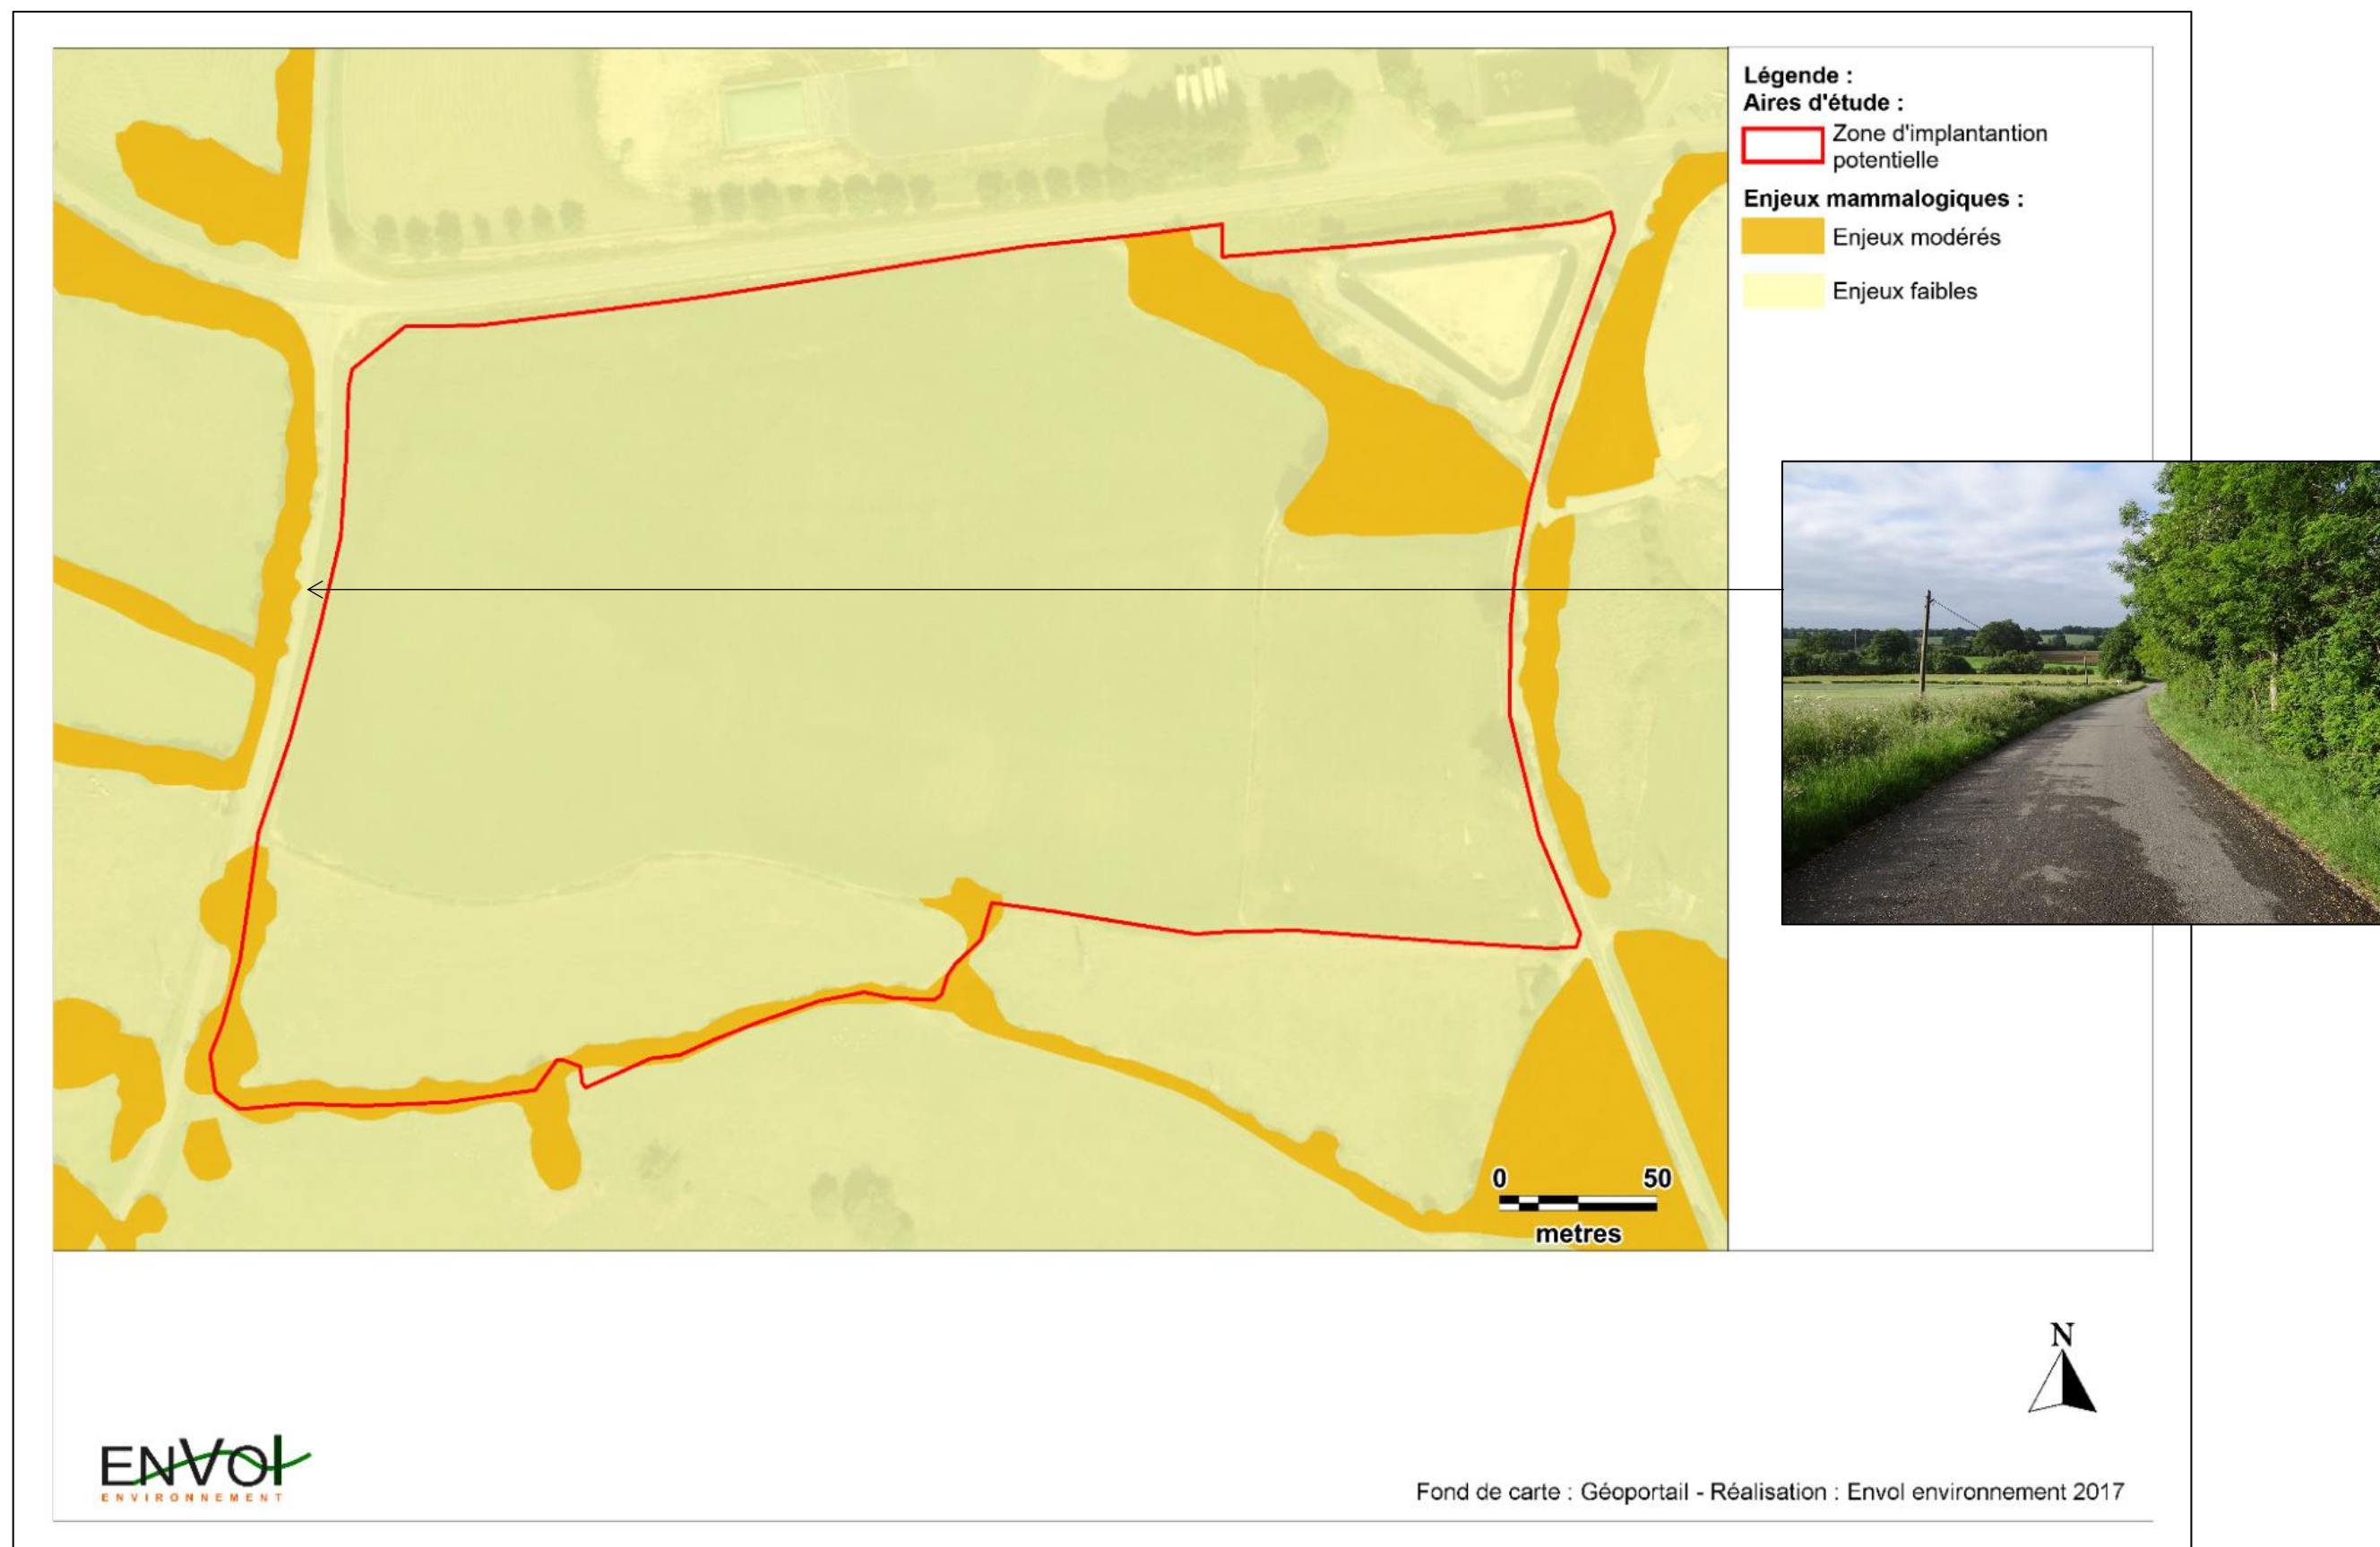 Légende :
Aires d'étude :
Zone d'implantantion
potentielle
Enjeux mammalogiques :
Enjeux modérés
Enjeux faibles
0 50
metres
N
ENVOl
ENVIRONNEMENT
Fond de carte : Géoportail - Réalisation : Envol environnement 2017